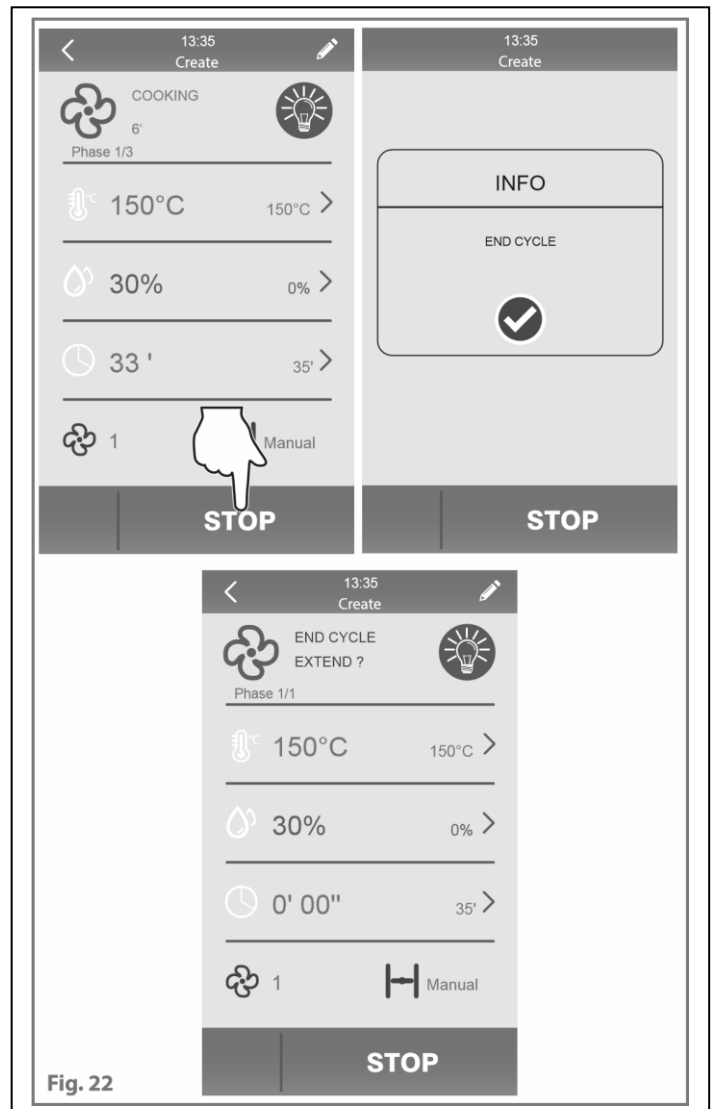 13:35
Create
COOKING
6'
Phase 1/3
150°C 150°C
30% 0%
33 ' 35'
1 Manual
STOP
13:35
Create
INFO
END CYCLE
STOP
13:35
Create
END CYCLE
EXTEND ?
Phase 1/1
°C
150°C 150°C
30% 0%
0' 00" 35'
1 Manual
STOP
Fig. 22